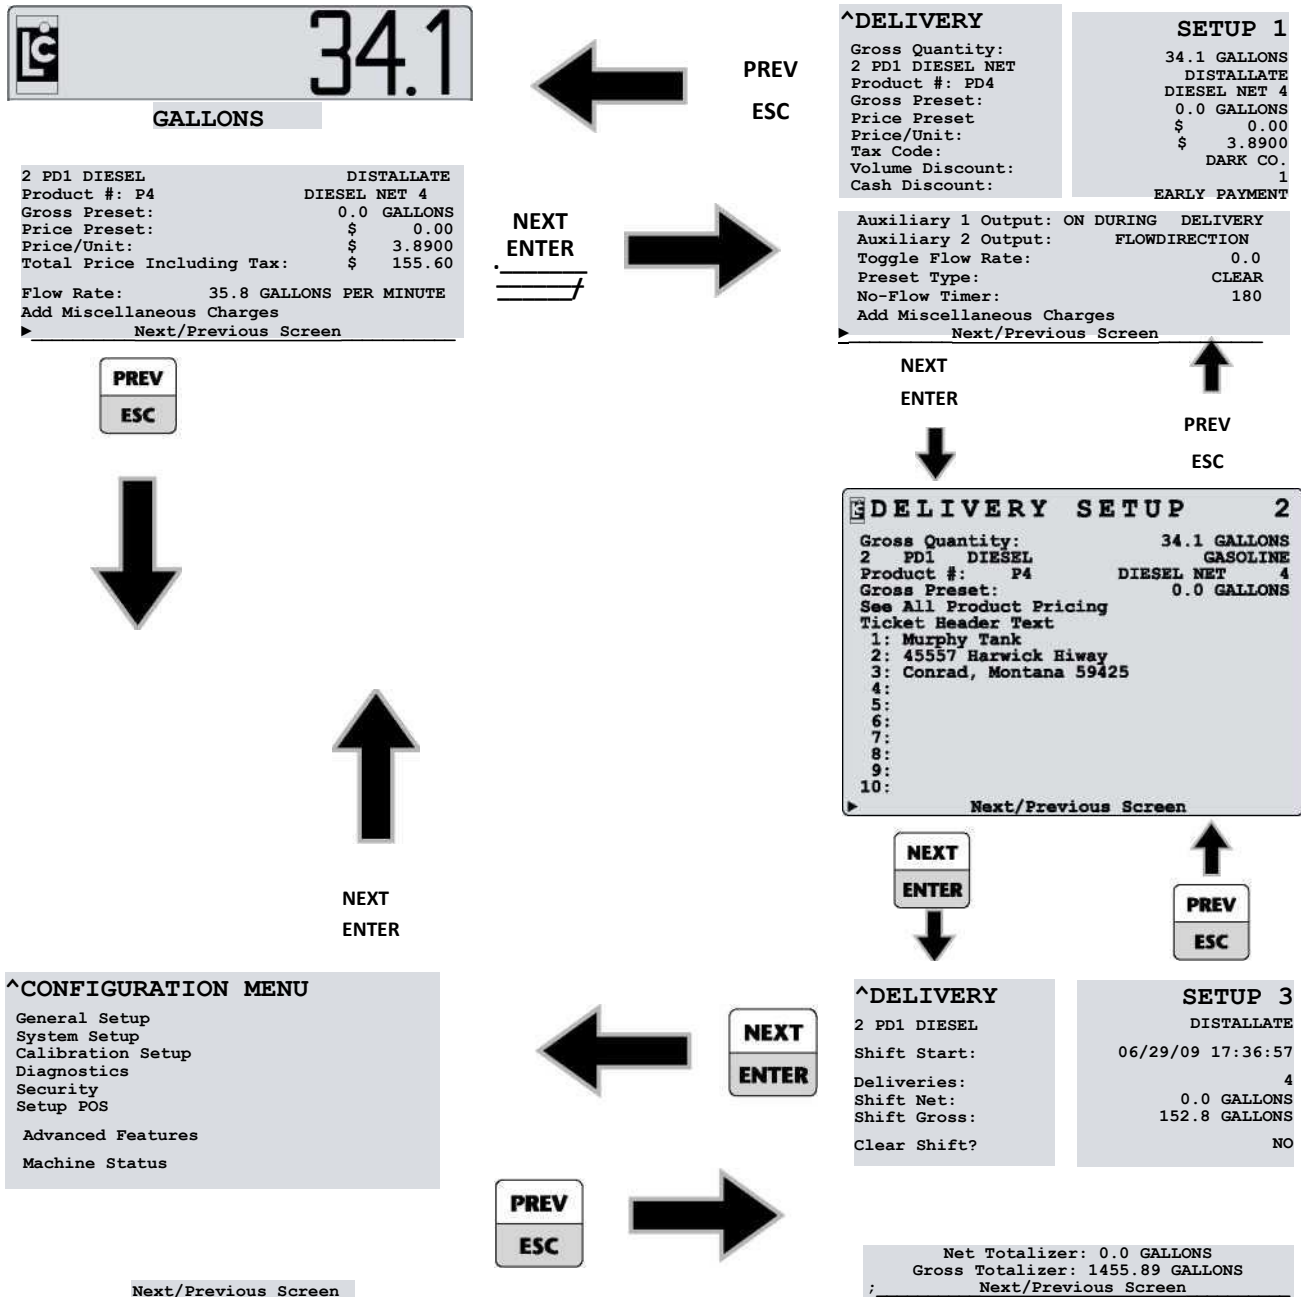 LC 34.1
GALLONS
2 PD1 DIESEL DISTALLATE
Product #: P4 DIESEL NET 4
Gross Preset: 0.0 GALLONS
Price Preset: $ 0.00
Price/Unit: $ 3.8900
Total Price Including Tax: $ 155.60
Flow Rate: 35.8 GALLONS PER MINUTE
Add Miscellaneous Charges
▶ Next/Previous Screen
PREV
ESC
NEXT
ENTER
PREV
ESC
^DELIVERY SETUP 1
Gross Quantity: 34.1 GALLONS
2 PD1 DIESEL NET DISTALLATE
Product #: PD4 DIESEL NET 4
Gross Preset: 0.0 GALLONS
Price Preset $ 0.00
Price/Unit: $ 3.8900
Tax Code: DARK CO.
Volume Discount: 1
Cash Discount: EARLY PAYMENT
Auxiliary 1 Output: ON DURING DELIVERY
Auxiliary 2 Output: FLOWDIRECTION
Toggle Flow Rate: 0.0
Preset Type: CLEAR
No-Flow Timer: 180
Add Miscellaneous Charges
▶ Next/Previous Screen
NEXT
ENTER
PREV
ESC
LC DELIVERY SETUP 2
Gross Quantity: 34.1 GALLONS
2 PD1 DIESEL GASOLINE
Product #: P4 DIESEL NET 4
Gross Preset: 0.0 GALLONS
See All Product Pricing
Ticket Header Text
1: Murphy Tank
2: 45557 Harwick Hiway
3: Conrad, Montana 59425
4:
5:
6:
7:
8:
9:
10:
▶ Next/Previous Screen
NEXT
ENTER
PREV
ESC
^DELIVERY SETUP 3
2 PD1 DIESEL DISTALLATE
Shift Start: 06/29/09 17:36:57
Deliveries: 4
Shift Net: 0.0 GALLONS
Shift Gross: 152.8 GALLONS
Clear Shift? NO
Net Totalizer: 0.0 GALLONS
Gross Totalizer: 1455.89 GALLONS
; Next/Previous Screen
NEXT
ENTER
PREV
ESC
NEXT
ENTER
^CONFIGURATION MENU
General Setup
System Setup
Calibration Setup
Diagnostics
Security
Setup POS
Advanced Features
Machine Status
Next/Previous Screen